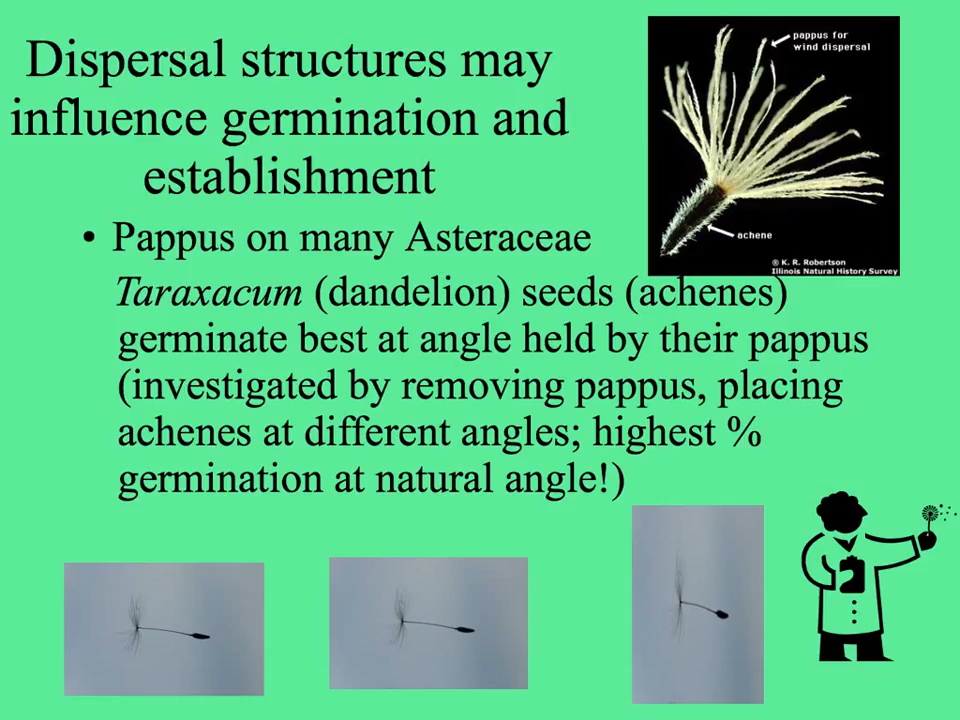 Dispersal structures may
influence germination and
establishment
pappus for
wind dispersal
achene
® K. R. Robertson
Illinois Natural History Survey
• Pappus on many Asteraceae
Taraxacum (dandelion) seeds (achenes)
germinate best at angle held by their pappus
(investigated by removing pappus, placing
achenes at different angles; highest %
germination at natural angle!)